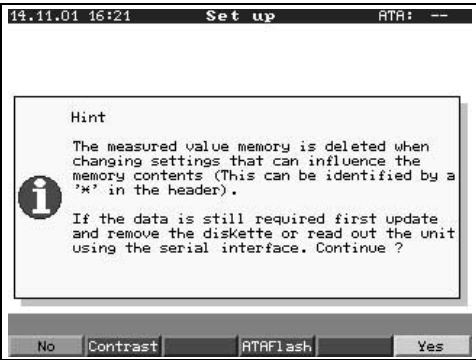 14.11.01 16:21 Set up ATA: --
Hint
The measured value memory is deleted when
changing settings that can influence the
memory contents (This can be identified by a
'*' in the header).
If the data is still required first update
and remove the diskette or read out the unit
using the serial interface. Continue ?
No Contrast ATAFlash Yes